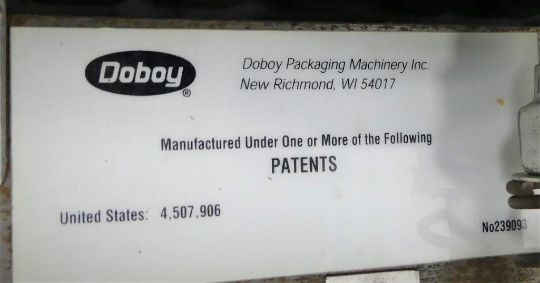 Doboy ®
Doboy Packaging Machinery Inc.
New Richmond, WI 54017
Manufactured Under One or More of the Following
PATENTS
United States: 4,507,906
No239093